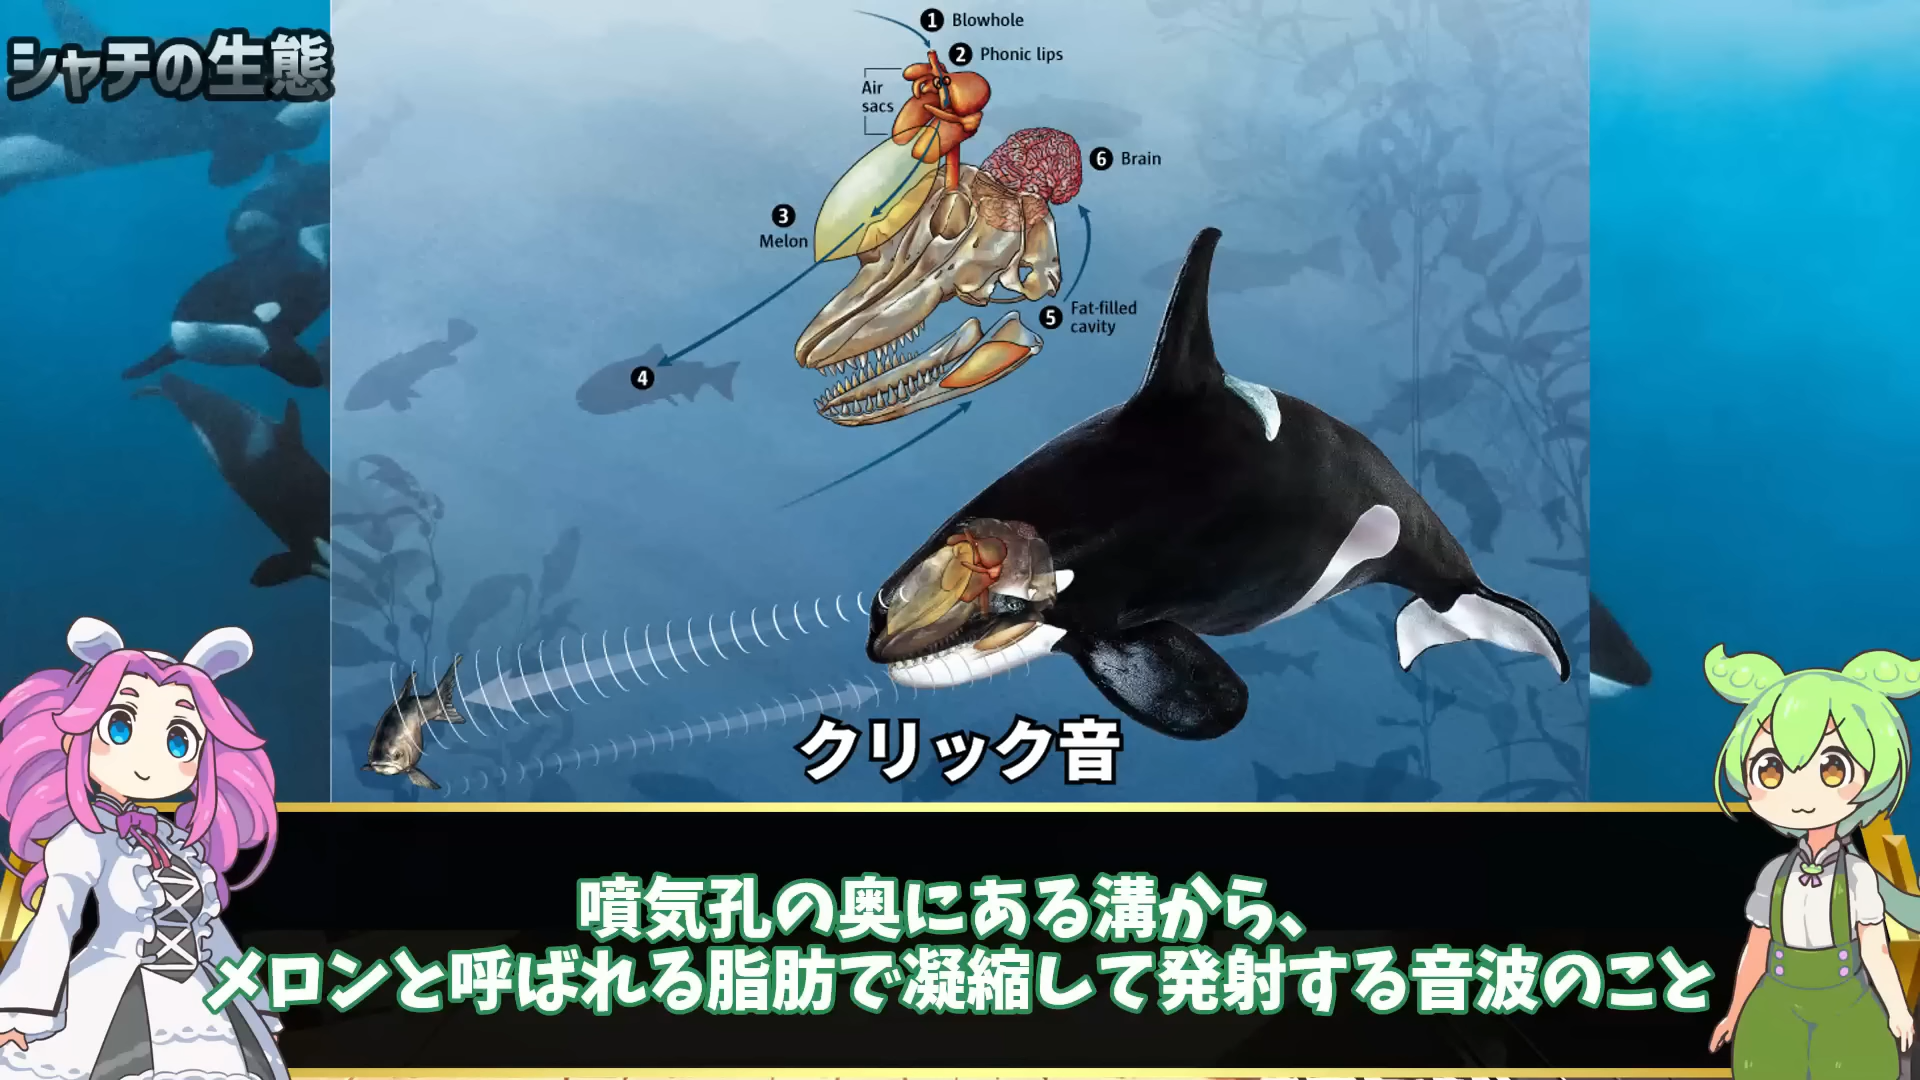 シャチの生態
1 Blowhole
2 Phonic lips
Air
sacs
6 Brain
3
Melon
5 Fat-filled
cavity
4
クリック音
噴気孔の奥にある溝から、
メロンと呼ばれる脂肪で凝縮して発射する音波のこと